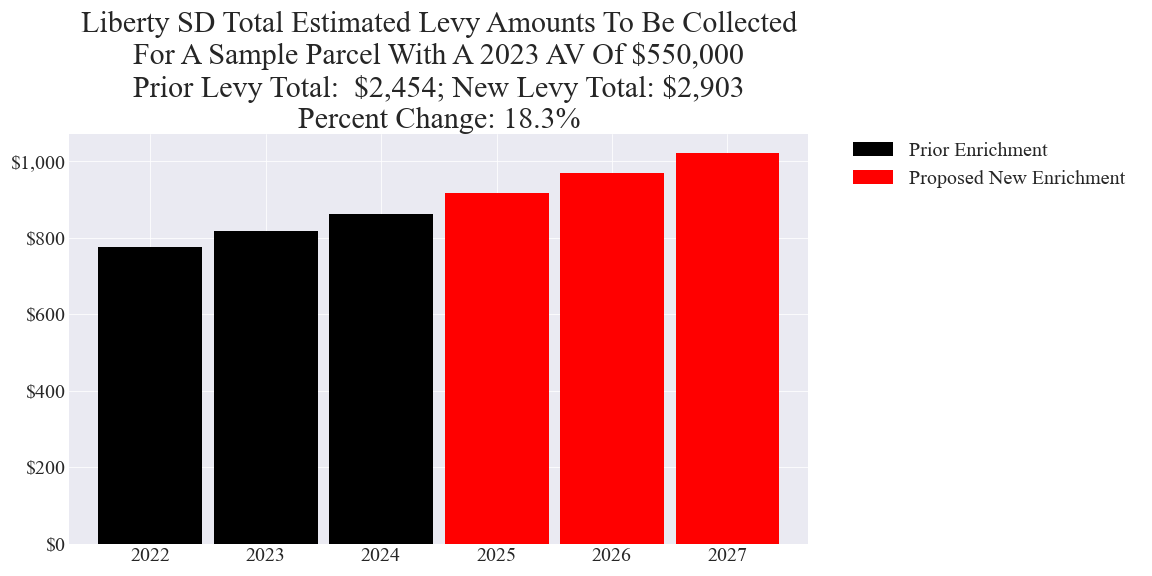 Liberty SD Total Estimated Levy Amounts To Be Collected
For A Sample Parcel With A 2023 AV Of $550,000
Prior Levy Total:  $2,454; New Levy Total: $2,903
Percent Change: 18.3%
Prior Enrichment
Proposed New Enrichment
$1,000
$800
$600
$400
$200
$0
2022 2023 2024 2025 2026 2027